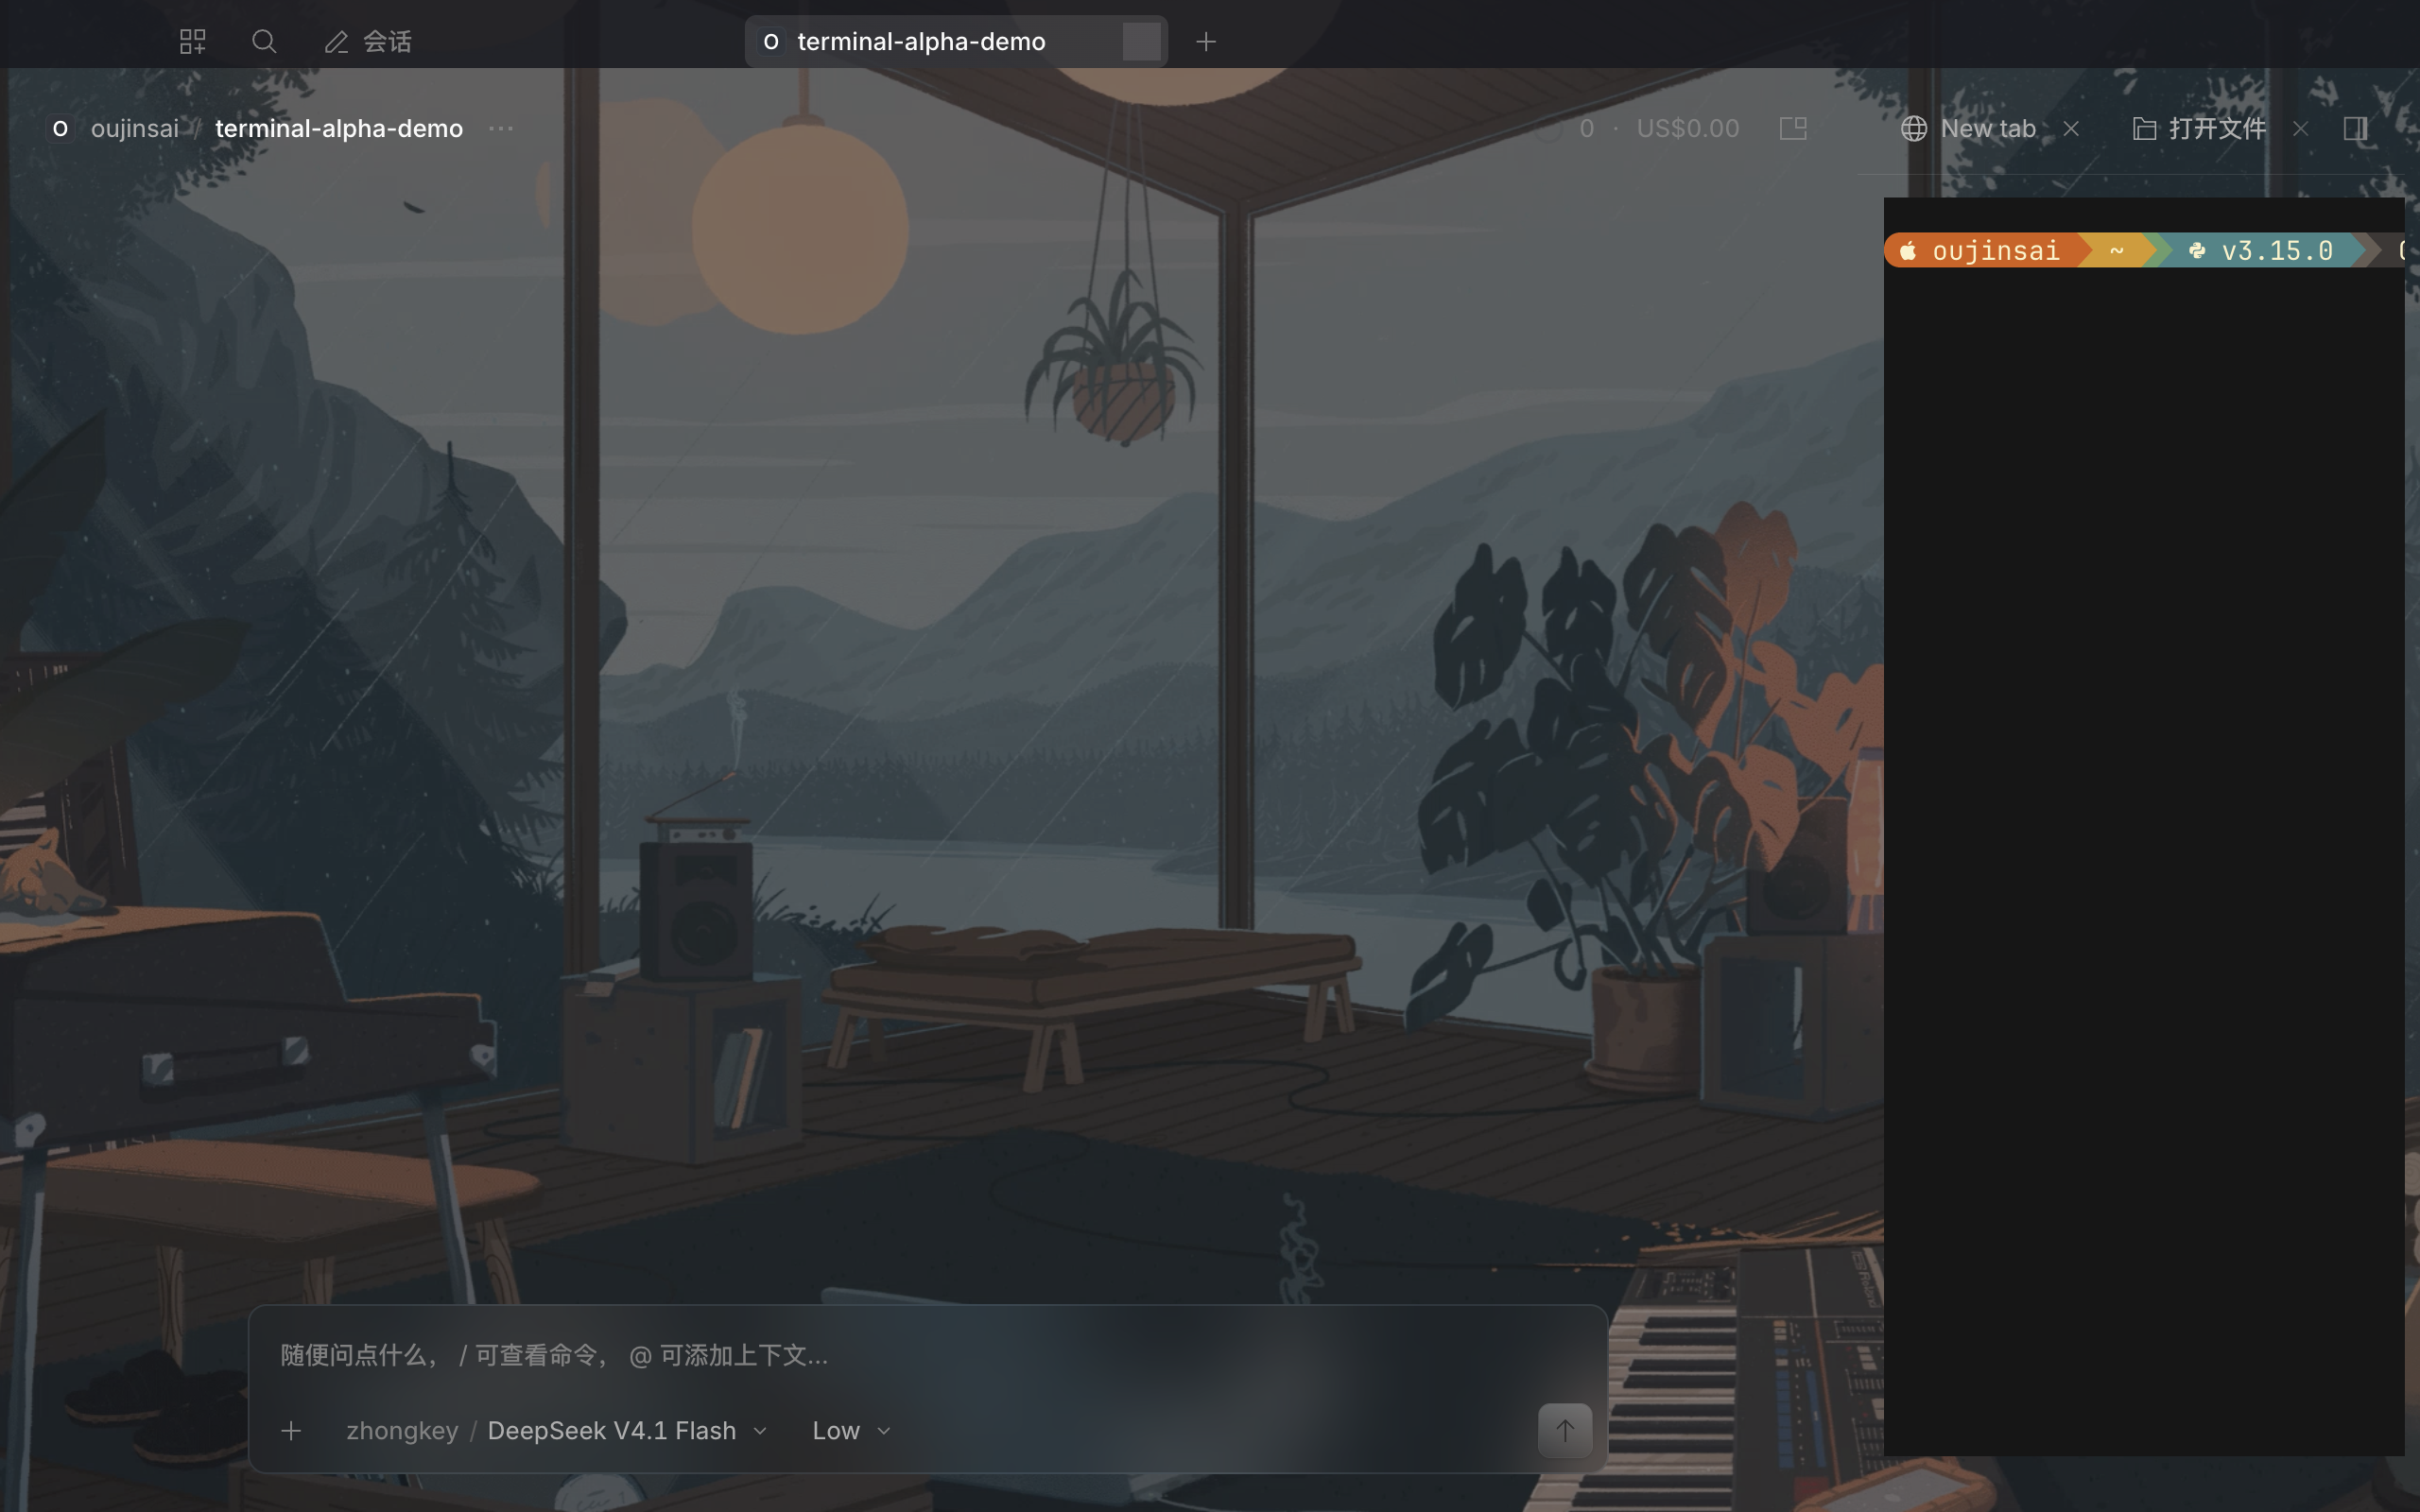 会话
O terminal-alpha-demo
O oujinsai / terminal-alpha-demo ...
0 · US$0.00
New tab
打开文件
oujinsai ~ v3.15.0
随便问点什么， / 可查看命令， @ 可添加上下文...
zhongkey / DeepSeek V4.1 Flash
Low
Roland